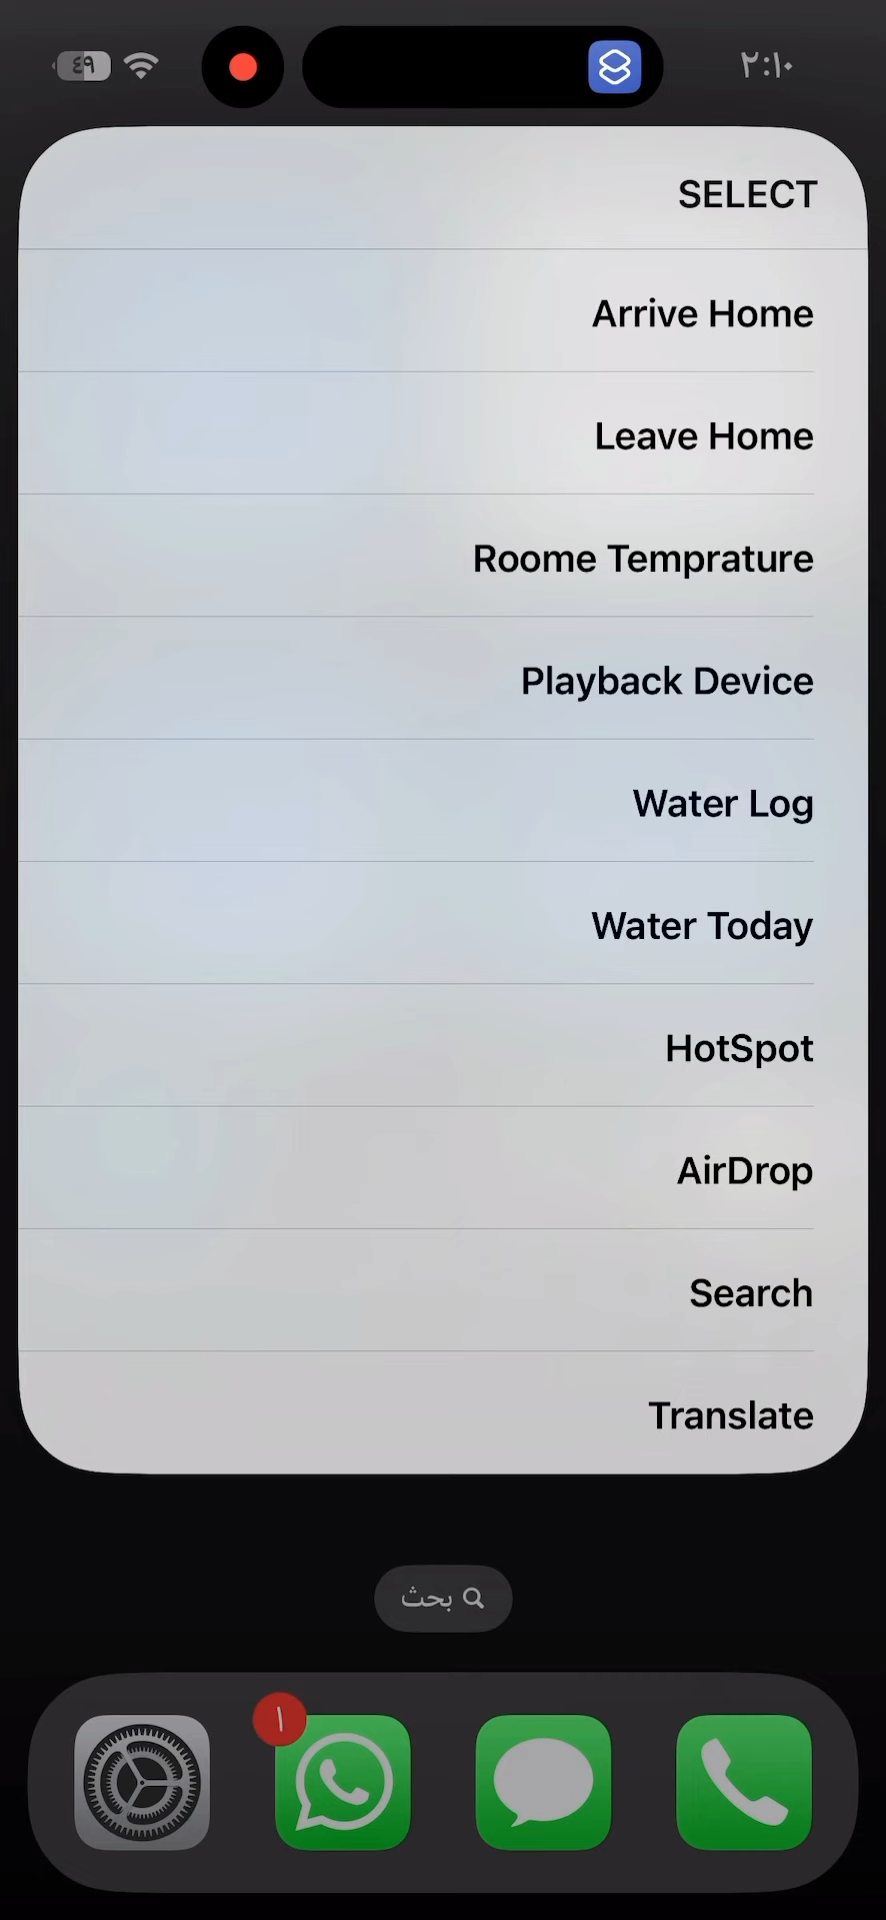 ٢:١٠
٤٩
SELECT
Arrive Home
Leave Home
Roome Temprature
Playback Device
Water Log
Water Today
HotSpot
AirDrop
Search
Translate
بحث
١